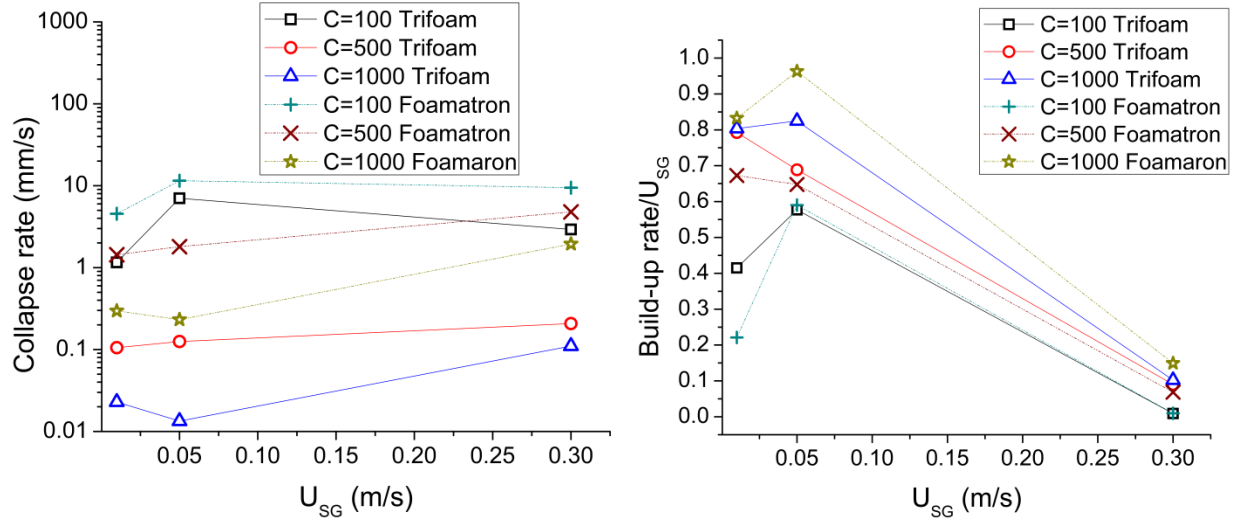 C=100 Trifoam
C=500 Trifoam
C=1000 Trifoam
C=100 Foamatron
C=500 Foamatron
C=1000 Foamaron
1000
100
10
1
0.1
0.01
Collapse rate (mm/s)
0.05 0.10 0.15 0.20 0.25 0.30
U_SG (m/s)
C=100 Trifoam
C=500 Trifoam
C=1000 Trifoam
C=100 Foamatron
C=500 Foamatron
C=1000 Foamaron
1.0
0.9
0.8
0.7
0.6
0.5
0.4
0.3
0.2
0.1
0.0
Build-up rate/U_SG
0.05 0.10 0.15 0.20 0.25 0.30
U_SG (m/s)